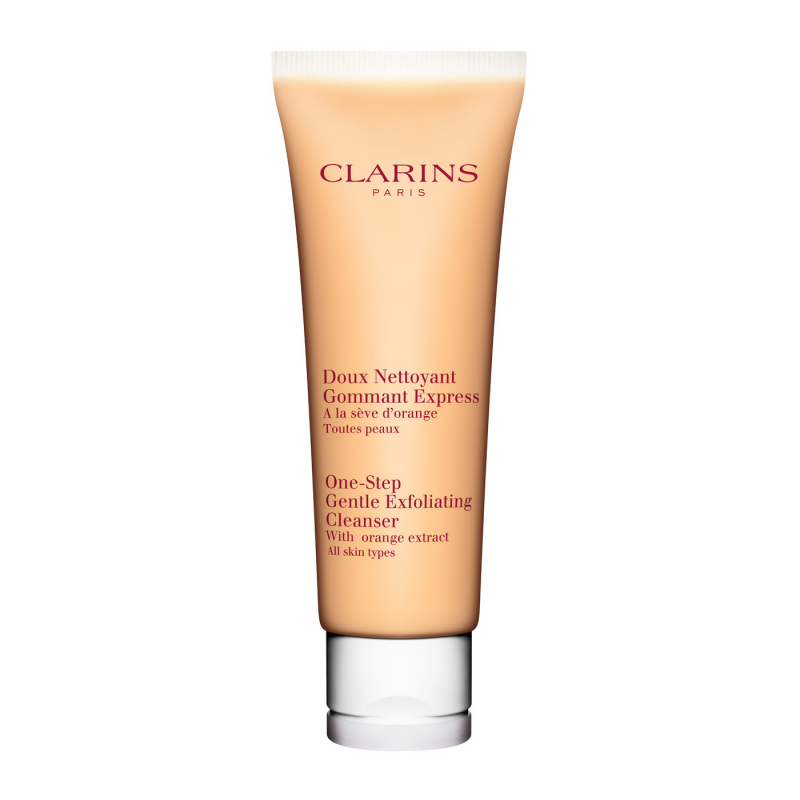 CLARINS
PARIS
Doux Nettoyant
Gommant Express
A la sève d'orange
Toutes peaux
One-Step
Gentle Exfoliating
Cleanser
With orange extract
All skin types